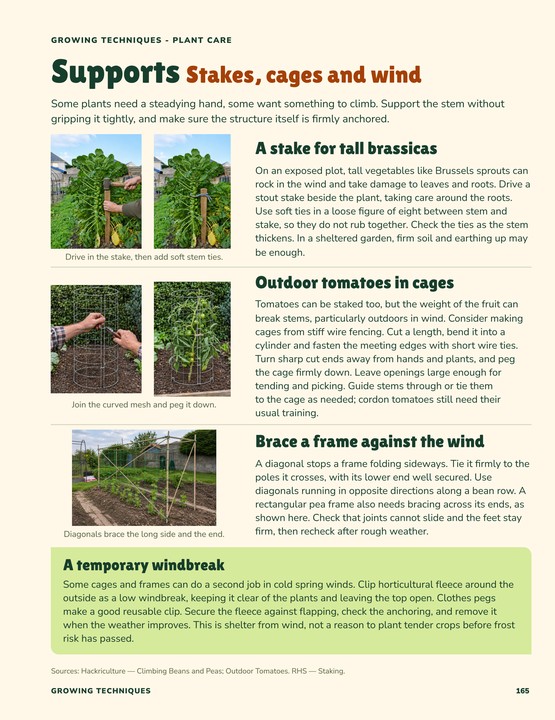 GROWING TECHNIQUES - PLANT CARE
Supports Stakes, cages and wind
Some plants need a steadying hand, some want something to climb. Support the stem without
gripping it tightly, and make sure the structure itself is firmly anchored.
Drive in the stake, then add soft stem ties.
A stake for tall brassicas
On an exposed plot, tall vegetables like Brussels sprouts can
rock in the wind and take damage to leaves and roots. Drive a
stout stake beside the plant, taking care around the roots.
Use soft ties in a loose figure of eight between stem and
stake, so they do not rub together. Check the ties as the stem
thickens. In a sheltered garden, firm soil and earthing up may
be enough.
Join the curved mesh and peg it down.
Outdoor tomatoes in cages
Tomatoes can be staked too, but the weight of the fruit can
break stems, particularly outdoors in wind. Consider making
cages from stiff wire fencing. Cut a length, bend it into a
cylinder and fasten the meeting edges with short wire ties.
Turn sharp cut ends away from hands and plants, and peg
the cage firmly down. Leave openings large enough for
tending and picking. Guide stems through or tie them
to the cage as needed; cordon tomatoes still need their
usual training.
Diagonals brace the long side and the end.
Brace a frame against the wind
A diagonal stops a frame folding sideways. Tie it firmly to the
poles it crosses, with its lower end well secured. Use
diagonals running in opposite directions along a bean row. A
rectangular pea frame also needs bracing across its ends, as
shown here. Check that joints cannot slide and the feet stay
firm, then recheck after rough weather.
A temporary windbreak
Some cages and frames can do a second job in cold spring winds. Clip horticultural fleece around the
outside as a low windbreak, keeping it clear of the plants and leaving the top open. Clothes pegs
make a good reusable clip. Secure the fleece against flapping, check the anchoring, and remove it
when the weather improves. This is shelter from wind, not a reason to plant tender crops before frost
risk has passed.
Sources: Hackriculture — Climbing Beans and Peas; Outdoor Tomatoes. RHS — Staking.
GROWING TECHNIQUES
165